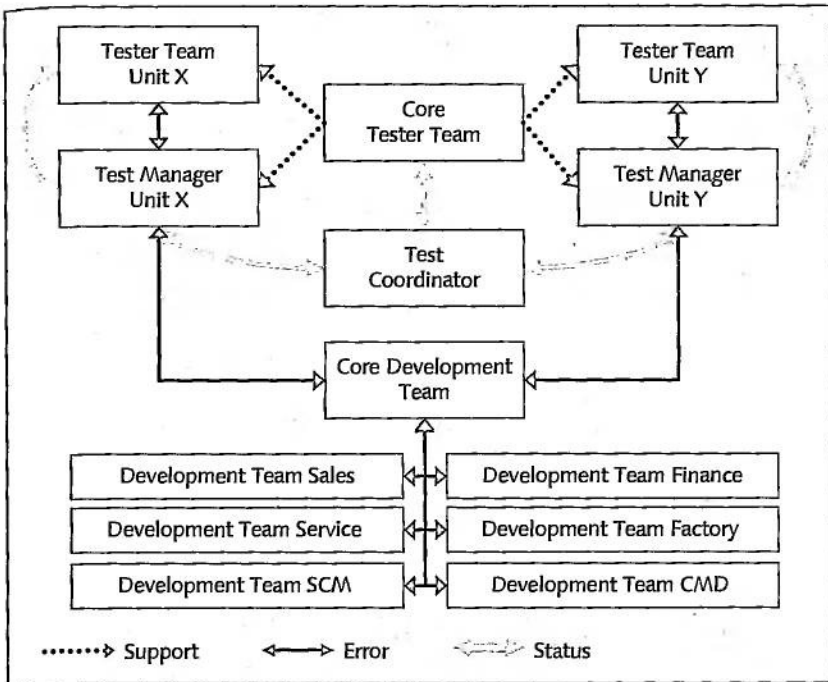 Tester Team
Unit X
Tester Team
Unit Y
Core
Tester Team
Test Manager
Unit X
Test Manager
Unit Y
Test
Coordinator
Core Development
Team
Development Team Sales
Development Team Finance
Development Team Service
Development Team Factory
Development Team SCM
Development Team CMD
Support
Error
Status